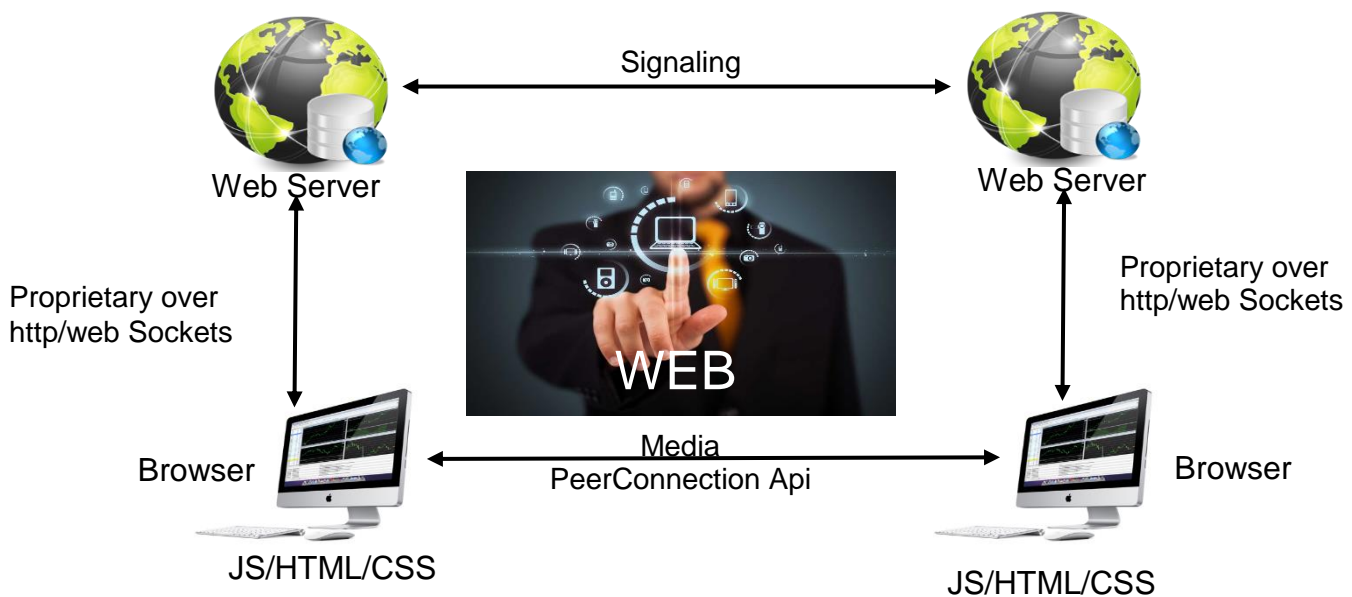 Signaling
Web Server
Web Server
Proprietary over
http/web Sockets
WEB
Proprietary over
http/web Sockets
Browser
Media
PeerConnection Api
Browser
JS/HTML/CSS
JS/HTML/CSS